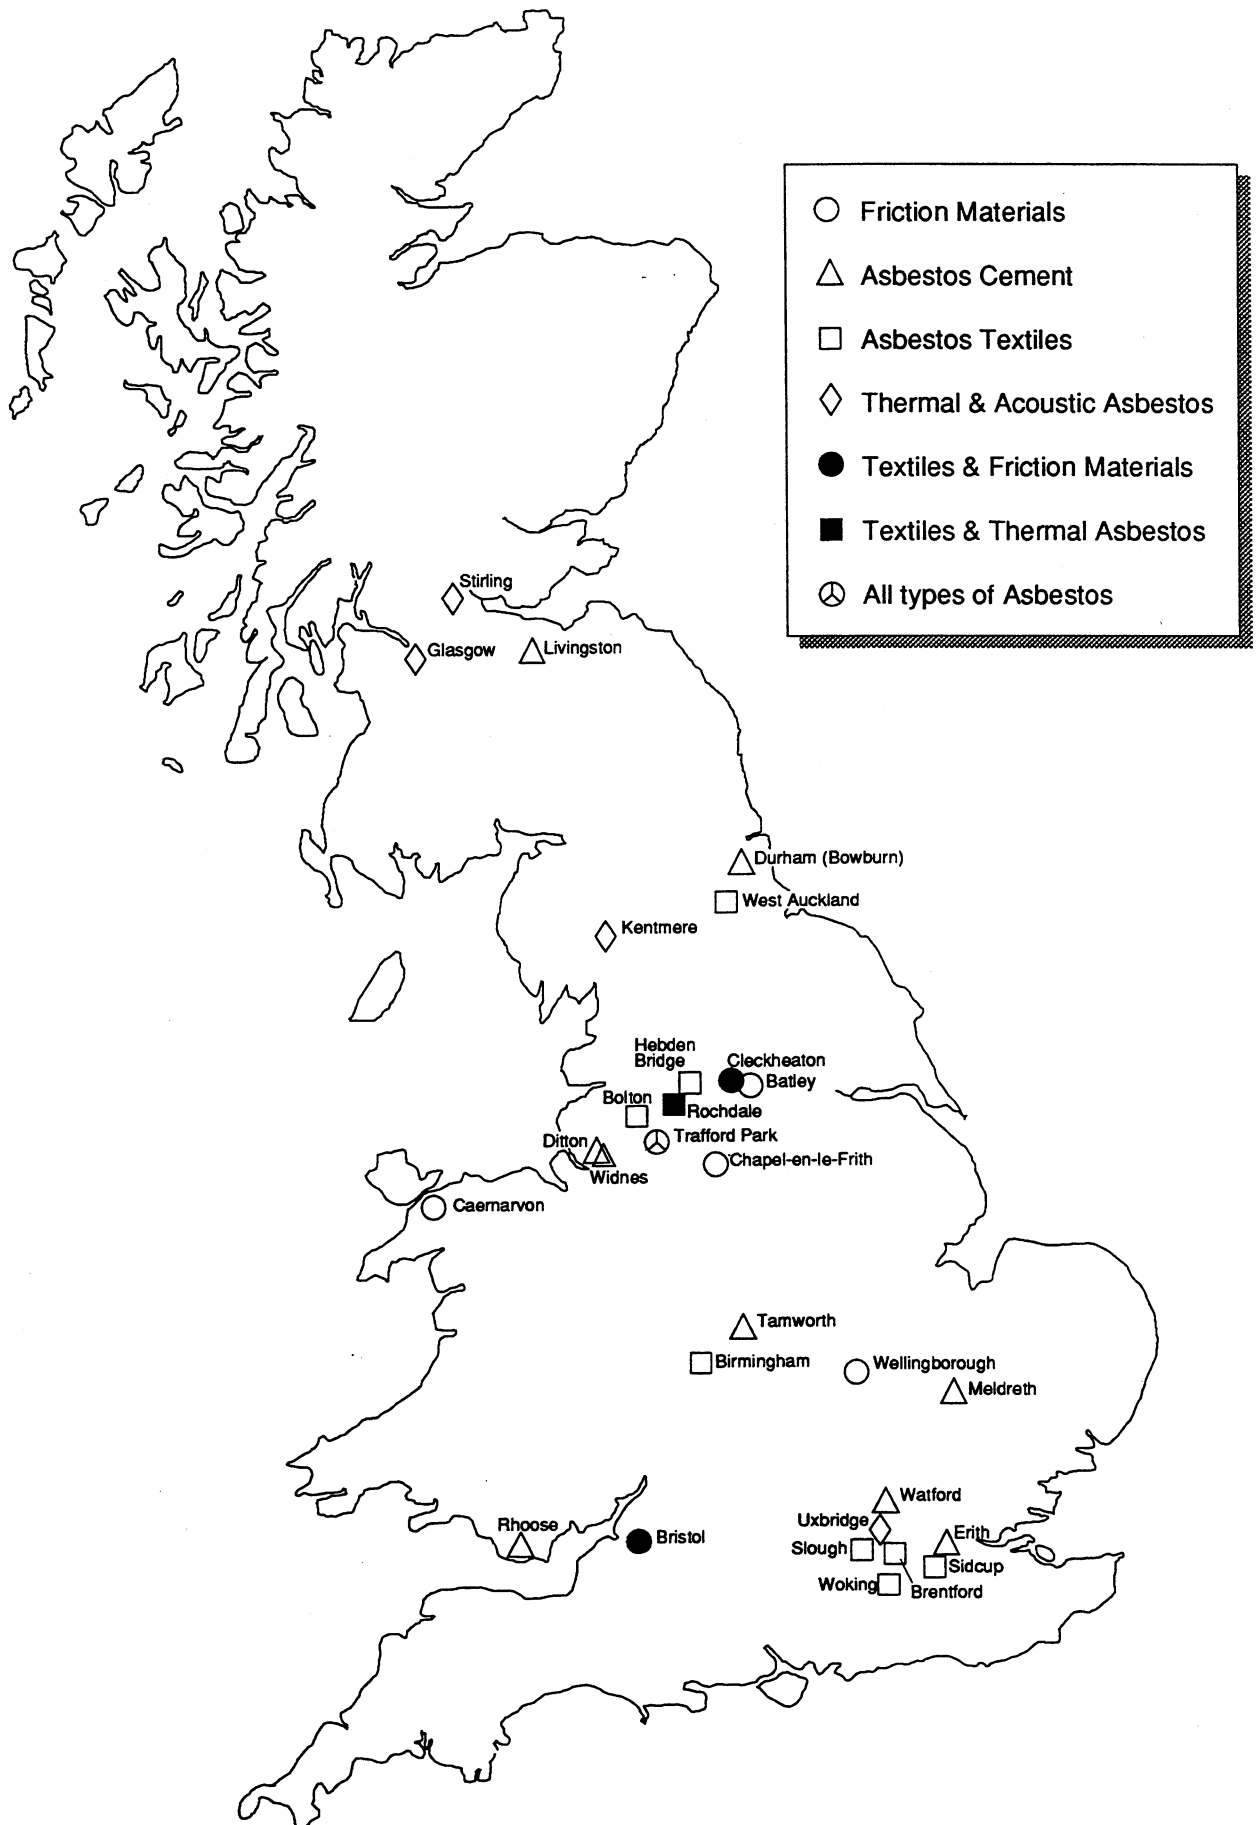 Friction Materials
Asbestos Cement
Asbestos Textiles
Thermal & Acoustic Asbestos
Textiles & Friction Materials
Textiles & Thermal Asbestos
All types of Asbestos
Stirling
Glasgow
Livingston
Durham (Bowburn)
West Auckland
Kentmere
Hebden
Bridge
Cleckheaton
Batley
Bolton
Rochdale
Trafford Park
Ditton
Chapel-en-le-Frith
Widnes
Caernarvon
Tamworth
Birmingham
Wellingborough
Meldreth
Watford
Uxbridge
Rhoose
Bristol
Erith
Slough
Sidcup
Woking
Brentford